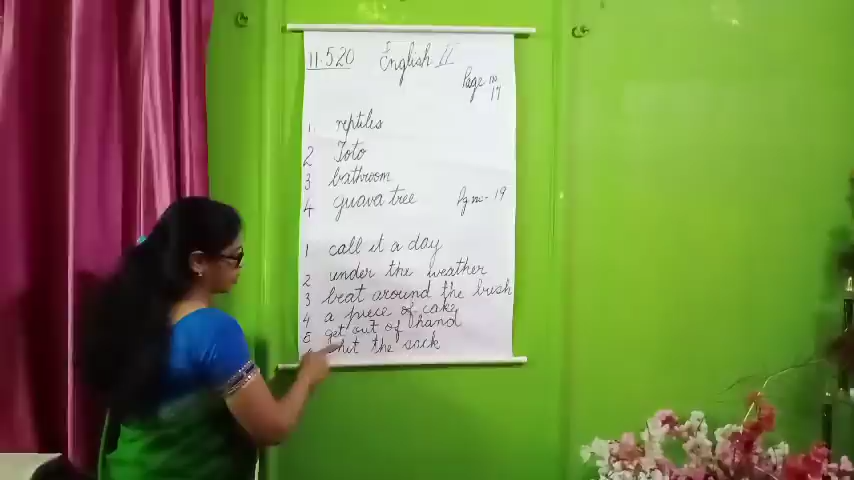 11.5.20 English II
Page no
17
1. reptiles
2 Toto
3 bathroom
4 guava tree Pg no - 19
1 call it a day
2 under the weather
3 beat around the bush
4 a piece of cake
5 get out of hand
hit the sack